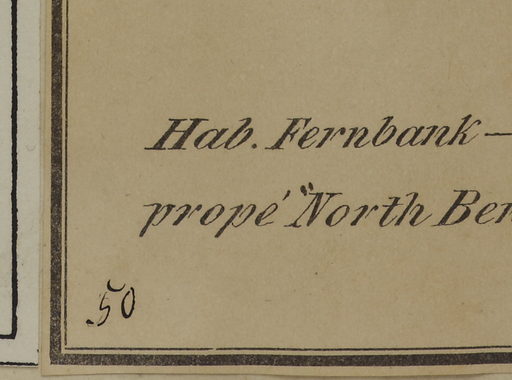 Hab. Fernbank —
propé "North Ben
50